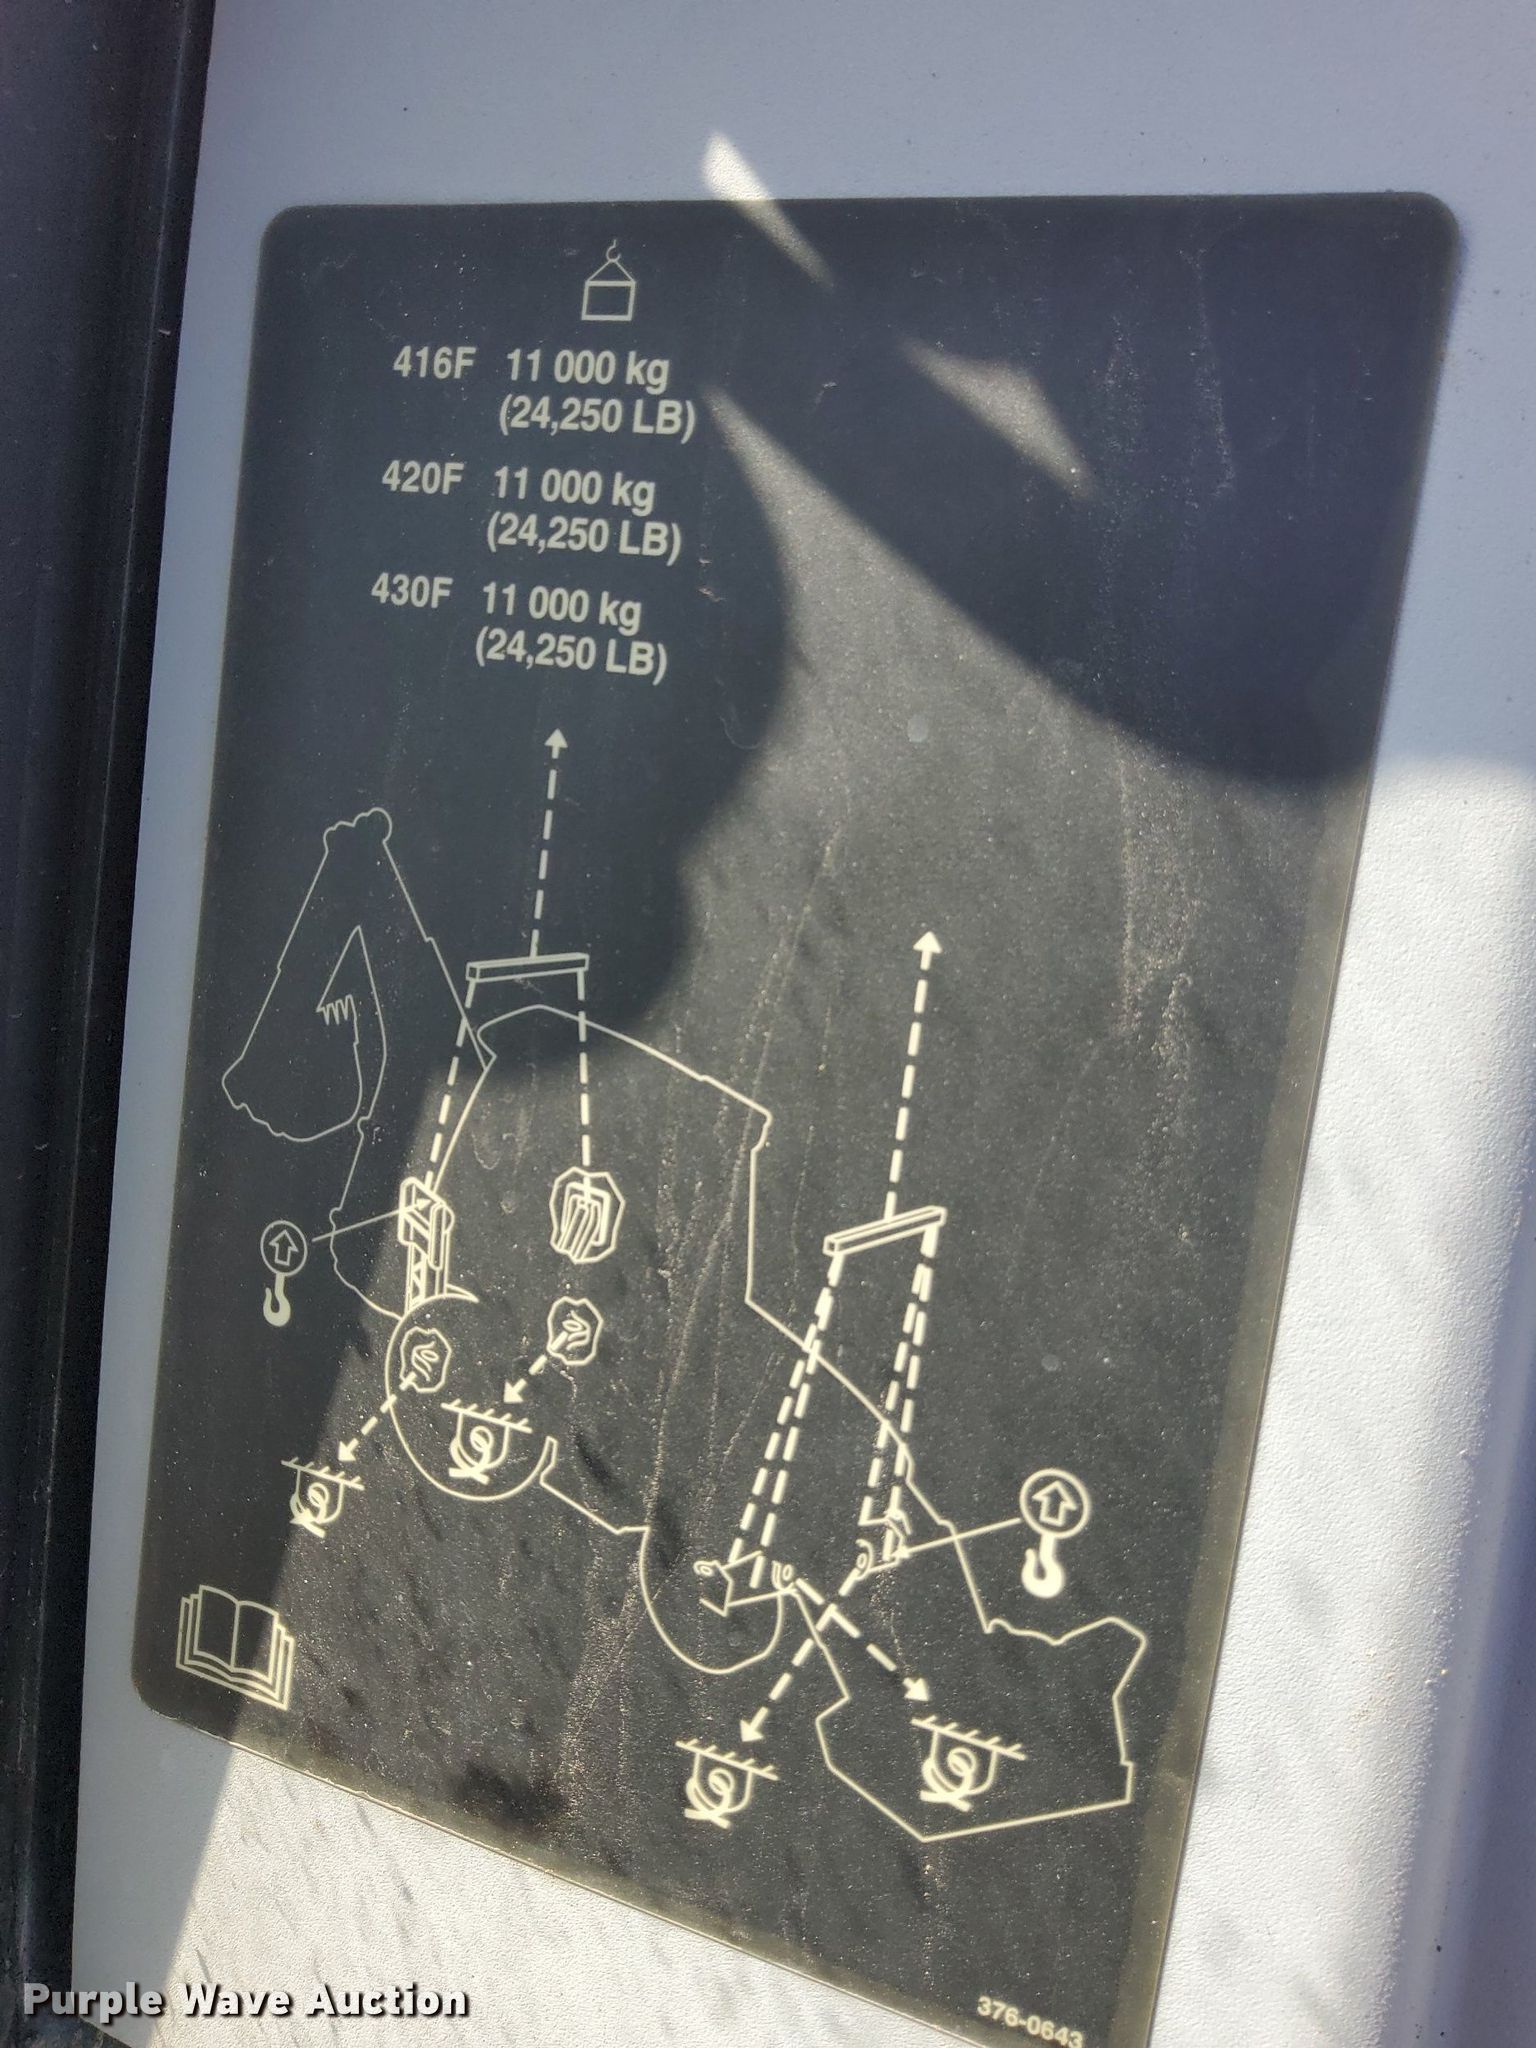 416F 11 000 kg
(24,250 LB)
420F 11 000 kg
(24,250 LB)
430F 11 000 kg
(24,250 LB)
376-0643
Purple Wave Auction